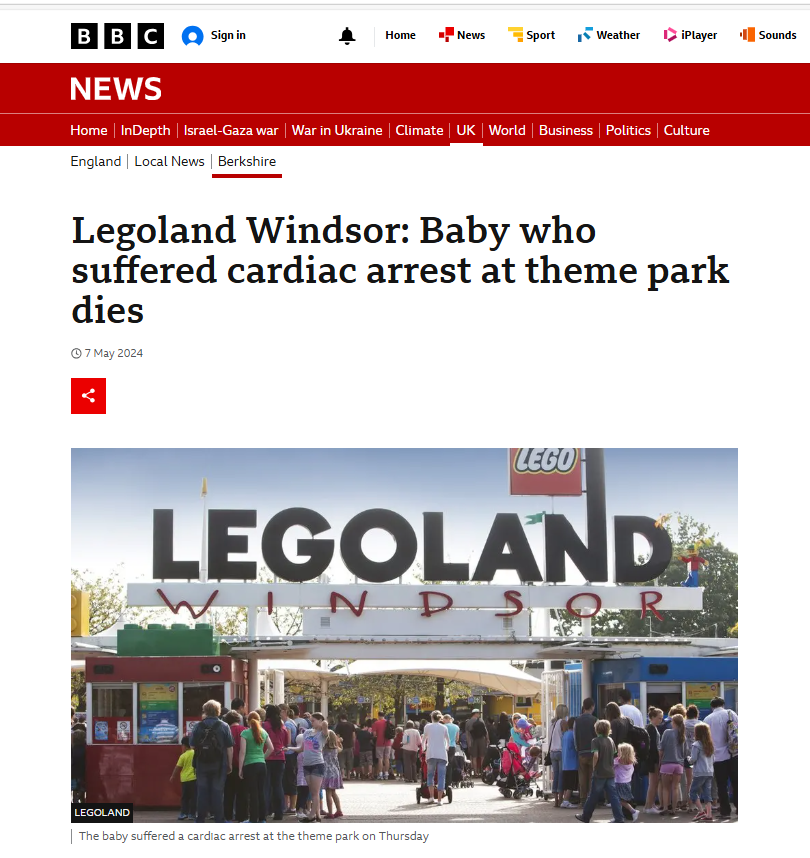 BBC Sign in Home News Sport Weather iPlayer Sounds
NEWS
Home InDepth Israel-Gaza war War in Ukraine Climate UK World Business Politics Culture
England Local News Berkshire
Legoland Windsor: Baby who
suffered cardiac arrest at theme park
dies
7 May 2024
LEGO
LEGOLAND
WINDSOR
LEGOLAND
The baby suffered a cardiac arrest at the theme park on Thursday